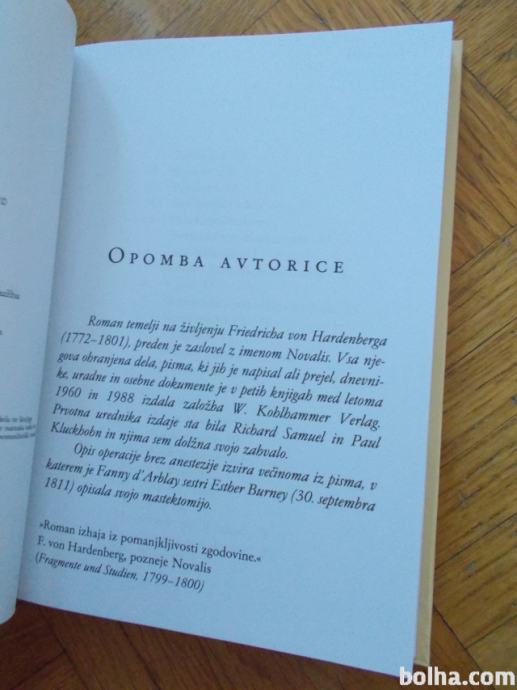 OPOMBA AVTORICE
Roman temelji na življenju Friedricha von Hardenberga
(1772–1801), preden je zaslovel z imenom Novalis. Vsa nje-
gova ohranjena dela, pisma, ki jih je napisal ali prejel, dnevni-
ke, uradne in osebne dokumente je v petih knjigah med letoma
1960 in 1988 izdala založba W. Kohlhammer Verlag.
Prvotna urednika izdaje sta bila Richard Samuel in Paul
Kluckhohn in njima sem dolžna svojo zahvalo.
Opis operacije brez anestezije izvira večinoma iz pisma, v
katerem je Fanny d'Arblay sestri Esther Burney (30. septembra
1811) opisala svojo mastektomijo.
»Roman izhaja iz pomanjkljivosti zgodovine.«
F. von Hardenberg, pozneje Novalis
(Fragmente und Studien, 1799–1800)
bolha.com